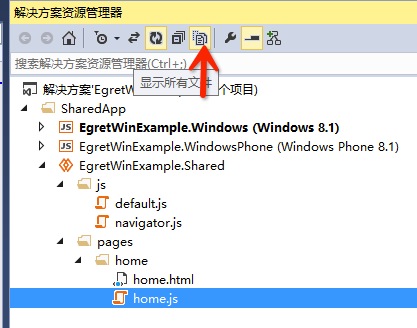 解决方案资源管理器
搜索解决方案资源管理器(Ctrl+;)
显示所有文件
解决方案'EgretWinEx 个项目)
SharedApp
JS EgretWinExample.Windows (Windows 8.1)
JS EgretWinExample.WindowsPhone (Windows Phone 8.1)
EgretWinExample.Shared
js
default.js
navigator.js
pages
home
home.html
home.js